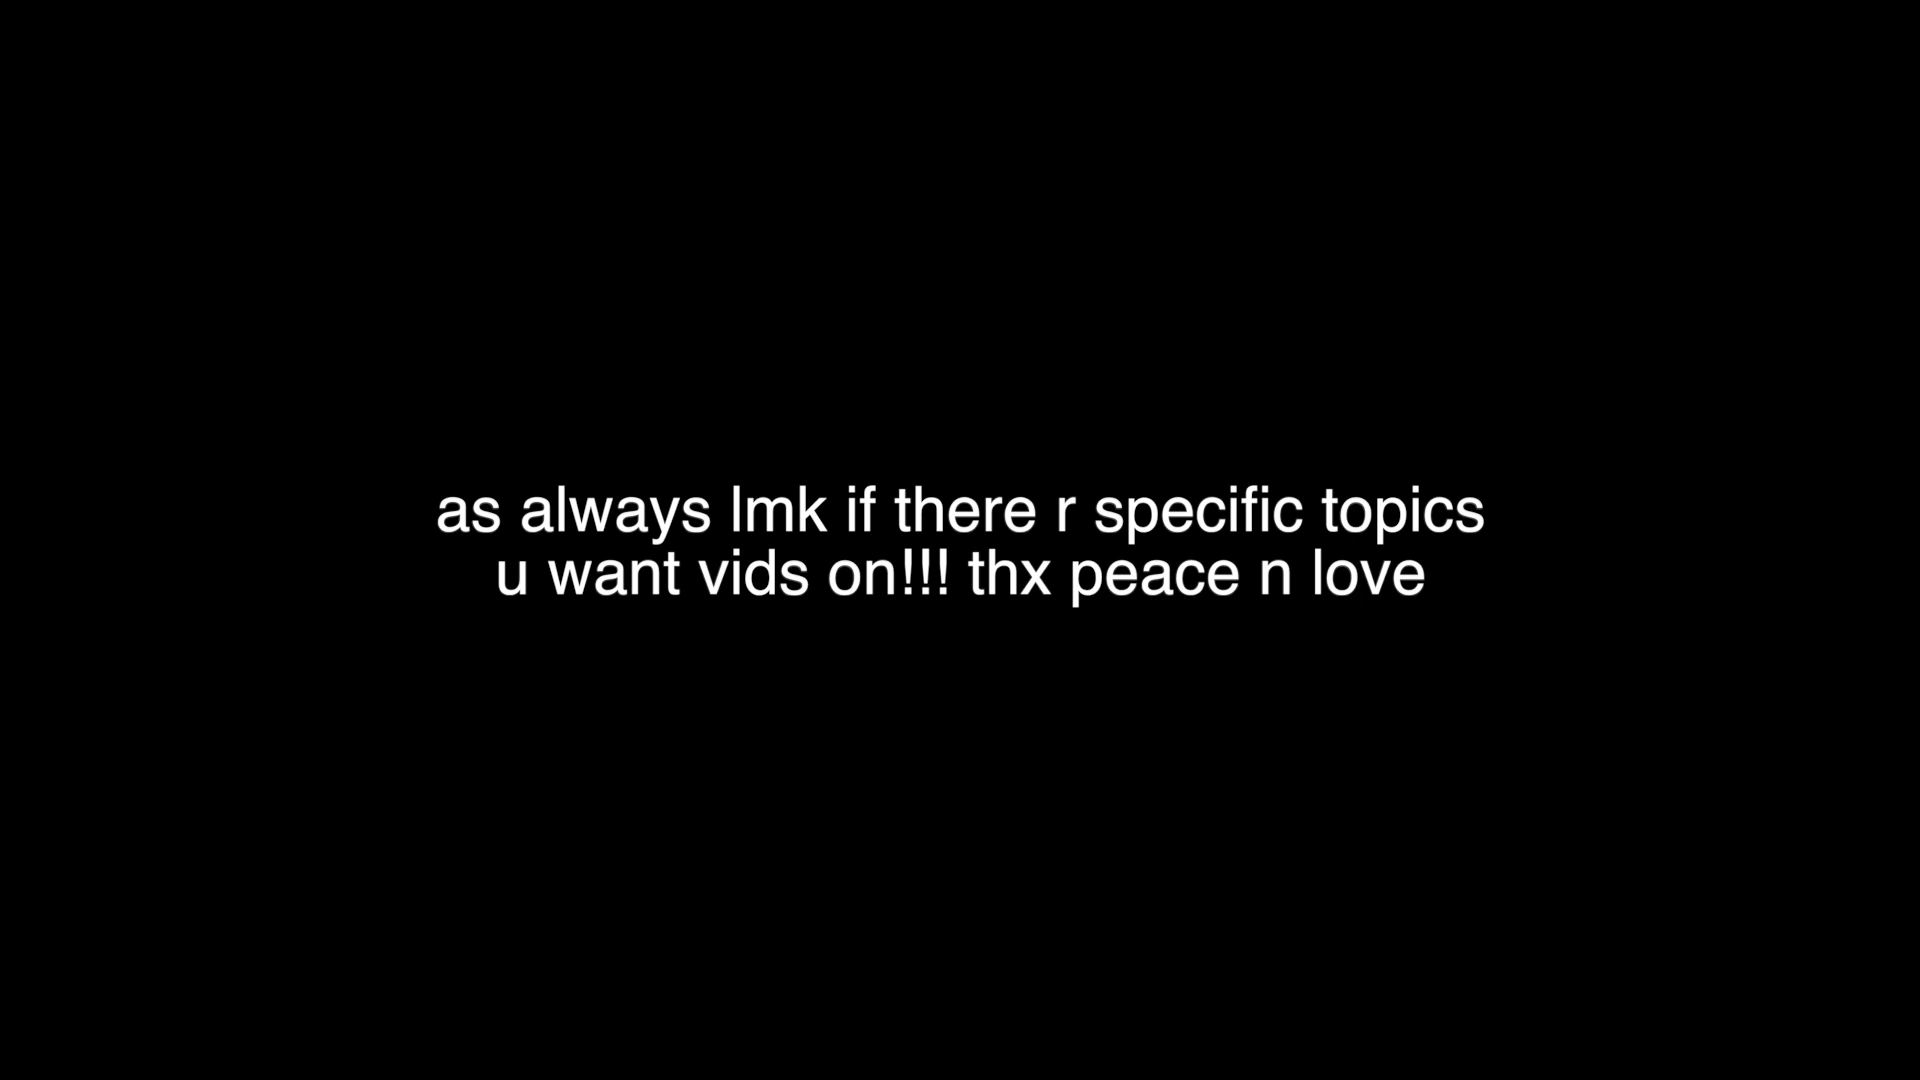 as always lmk if there r specific topics
u want vids on!!! thx peace n love